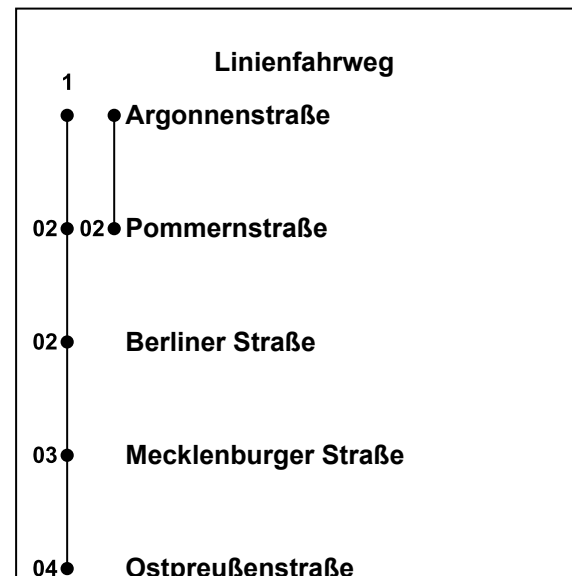 Linienfahrweg
1
Argonnenstraße
02 02 Pommernstraße
02 Berliner Straße
03 Mecklenburger Straße
04 Ostpreußenstraße